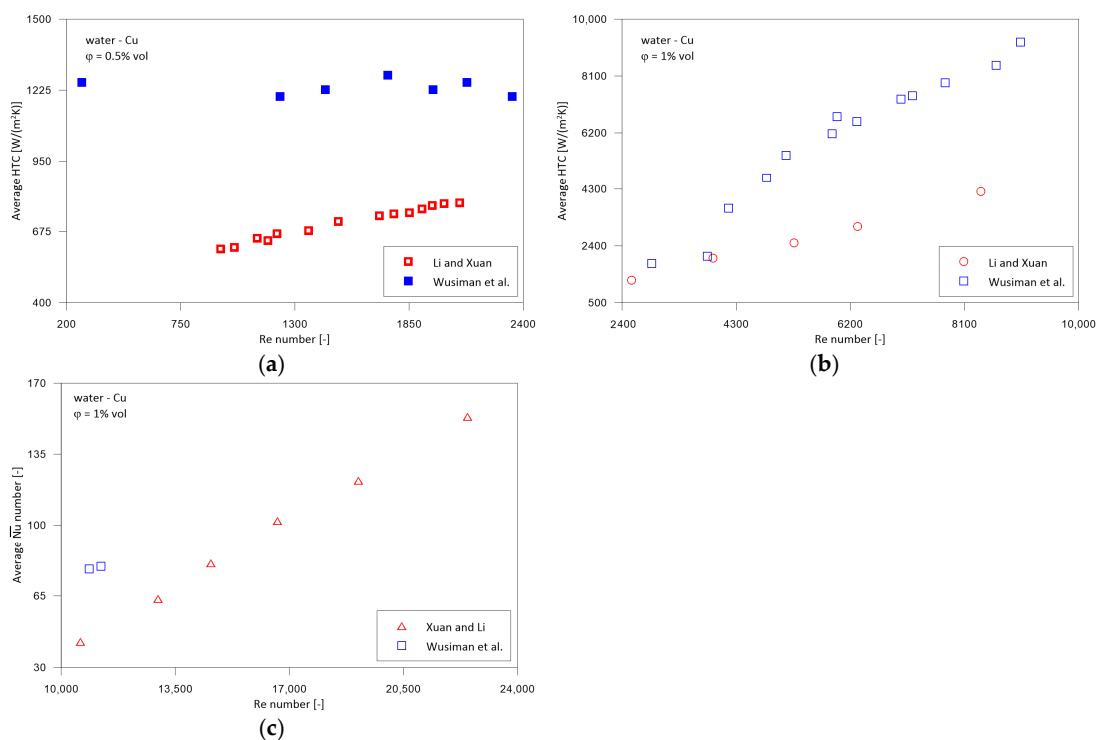 1500
1225
950
675
400
Average HTC [W/(m²K)]
water - Cu
φ = 0.5% vol
Li and Xuan
Wusiman et al.
200 750 1300 1850 2400
Re number [-]
(a)
10,000
8100
6200
4300
2400
500
Average HTC [W/(m²K)]
water - Cu
φ = 1% vol
Li and Xuan
Wusiman et al.
2400 4300 6200 8100 10,000
Re number [-]
(b)
170
135
100
65
30
Average N̅u number [-]
water - Cu
φ = 1% vol
Xuan and Li
Wusiman et al.
10,000 13,500 17,000 20,500 24,000
Re number [-]
(c)